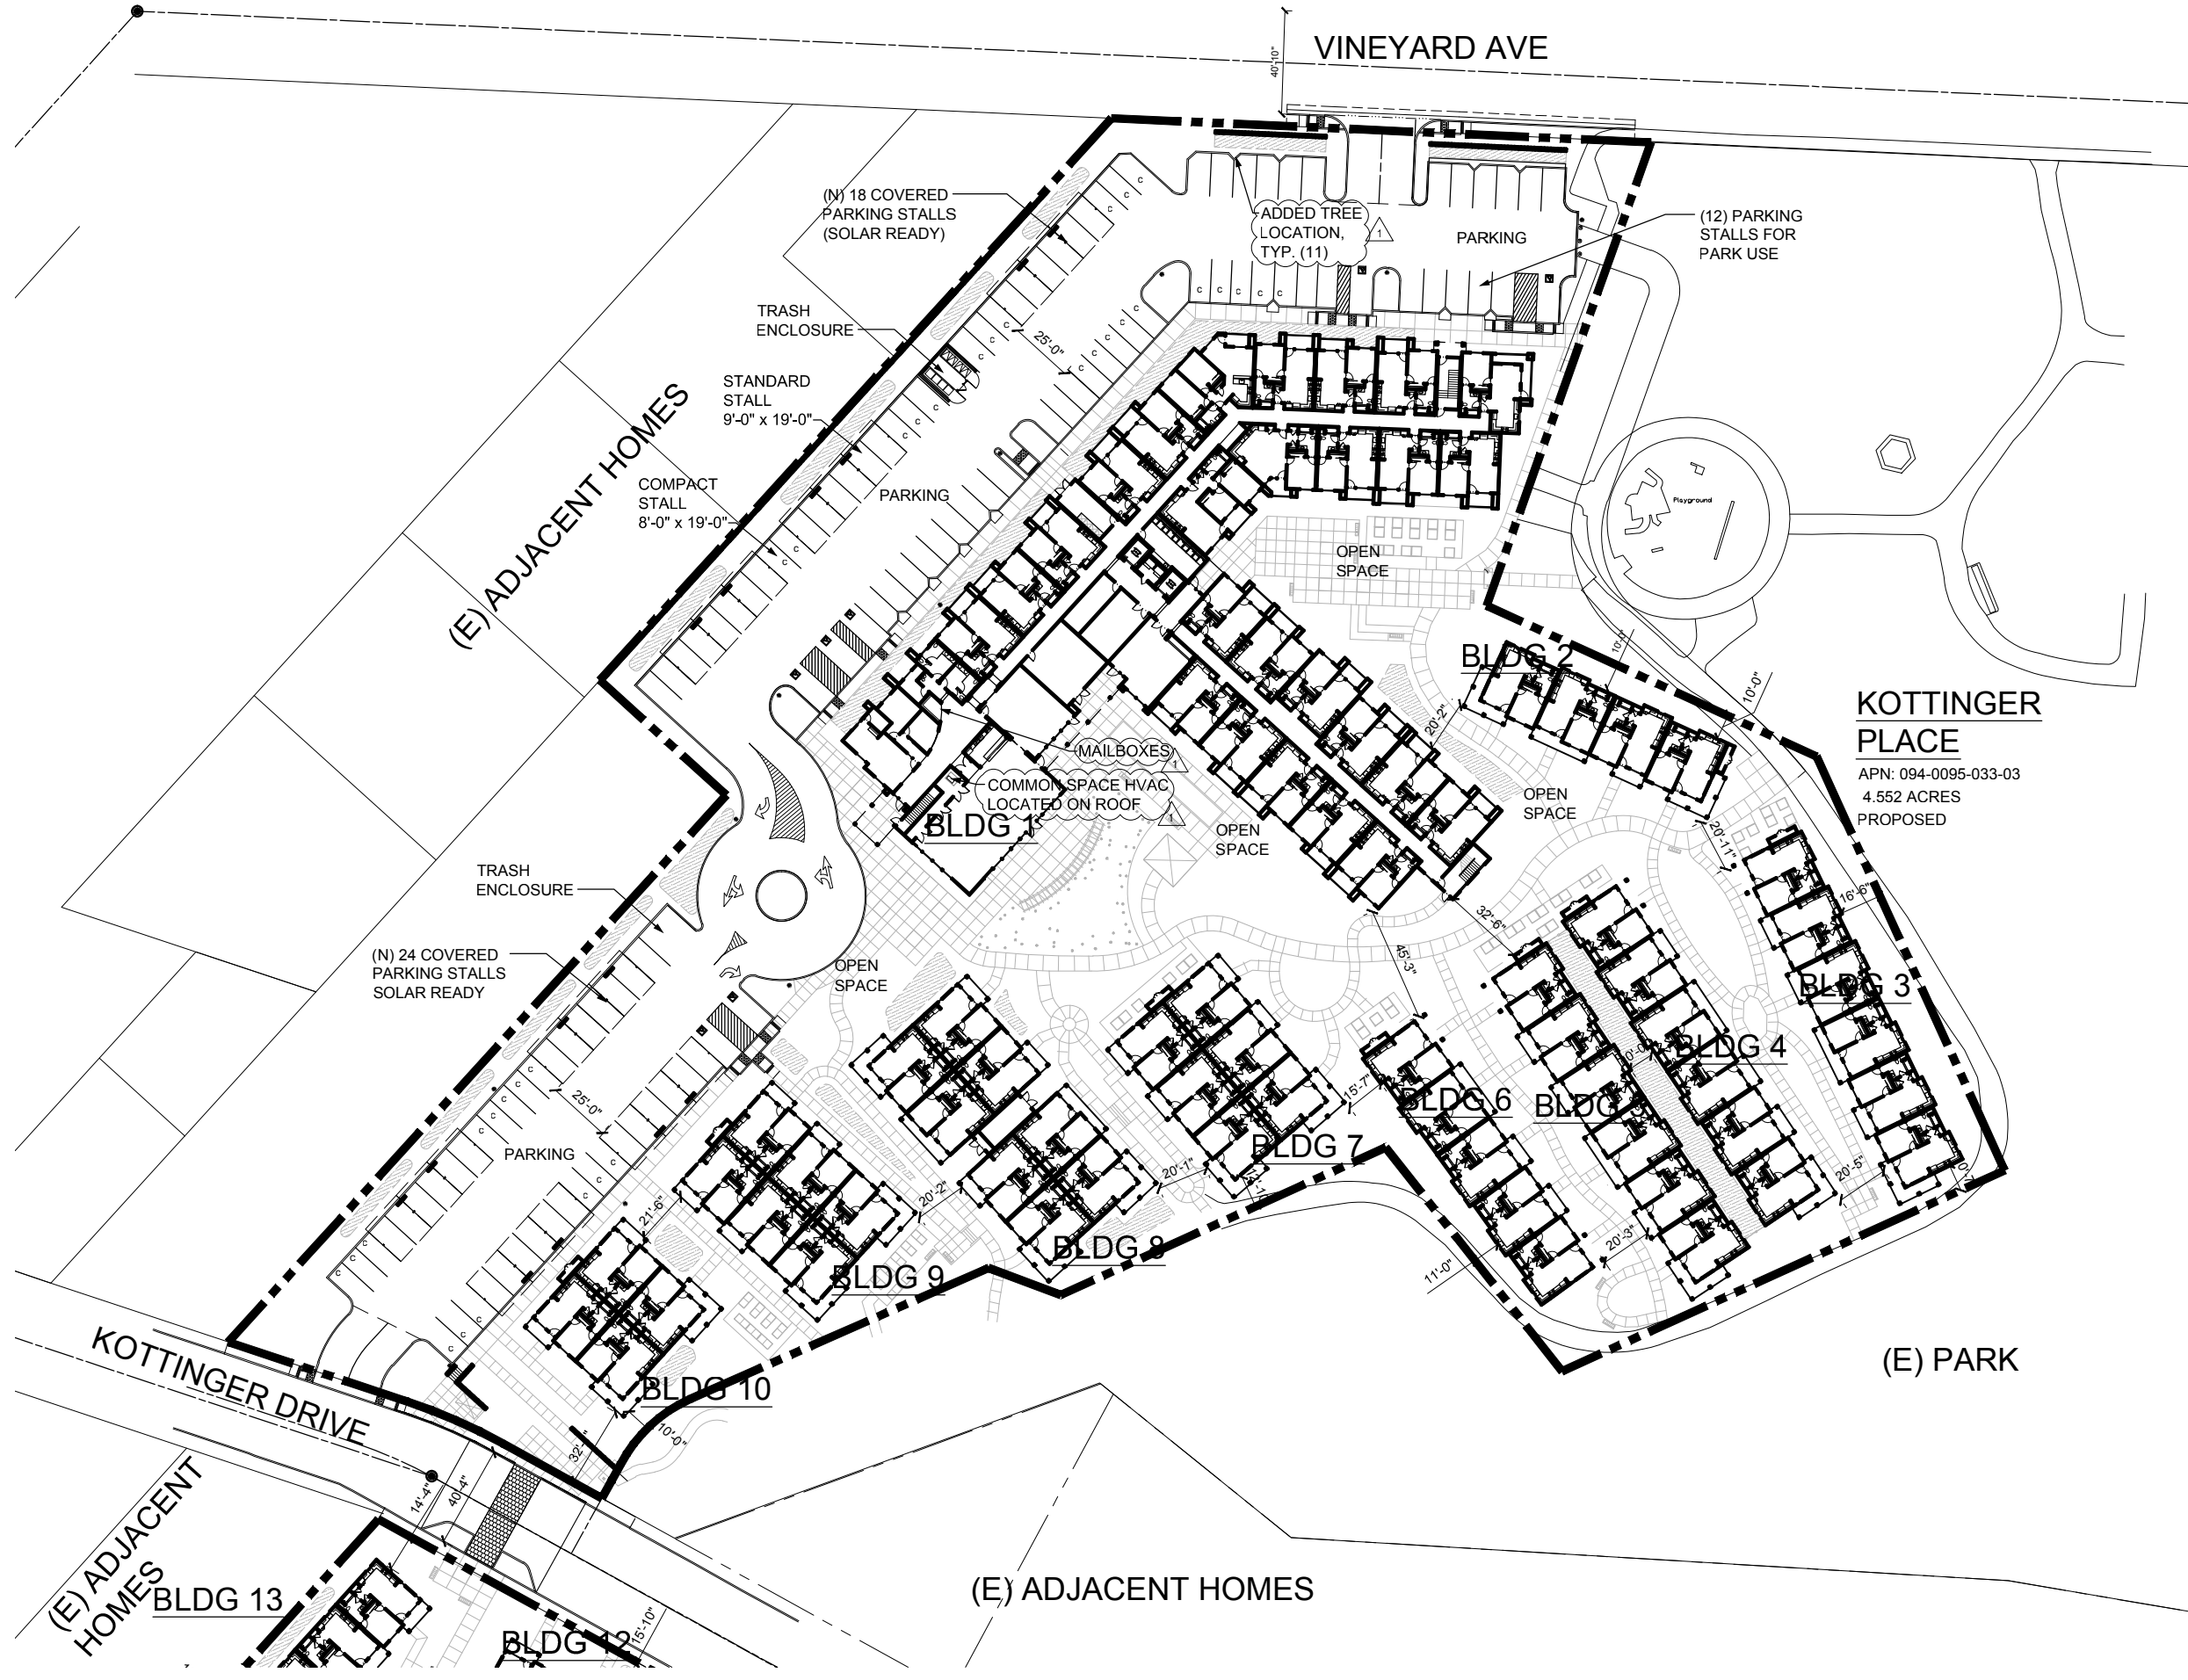 VINEYARD AVE
40'-10"
(N) 18 COVERED
PARKING STALLS
(SOLAR READY)
ADDED TREE
LOCATION,
TYP. (11)
1
PARKING
(12) PARKING
STALLS FOR
PARK USE
TRASH
ENCLOSURE
25'-0"
STANDARD
STALL
9'-0" x 19'-0"
COMPACT
STALL
8'-0" x 19'-0"
PARKING
(E) ADJACENT HOMES
Playground
OPEN
SPACE
BLDG 2
10'-0"
10'-0"
20'-2"
KOTTINGER
PLACE
APN: 094-0095-033-03
4.552 ACRES
PROPOSED
MAILBOXES
1
COMMON SPACE HVAC
LOCATED ON ROOF
1
BLDG 1
OPEN
SPACE
OPEN
SPACE
20'-11"
16'-6"
TRASH
ENCLOSURE
(N) 24 COVERED
PARKING STALLS
SOLAR READY
OPEN
SPACE
32'-6"
45'-3"
BLDG 3
BLDG 4
BLDG
BLDG 6
15'-7"
BLDG 7
25'-0"
PARKING
20'-1"
20'-2"
21'-6"
20'-5"
20'-3"
11'-0"
BLDG 8
BLDG 9
BLDG 10
10'-0"
(E) PARK
KOTTINGER DRIVE
14'-4"
40'-4"
(E) ADJACENT
HOMES
BLDG 13
BLDG 12
15'-10"
(E) ADJACENT HOMES